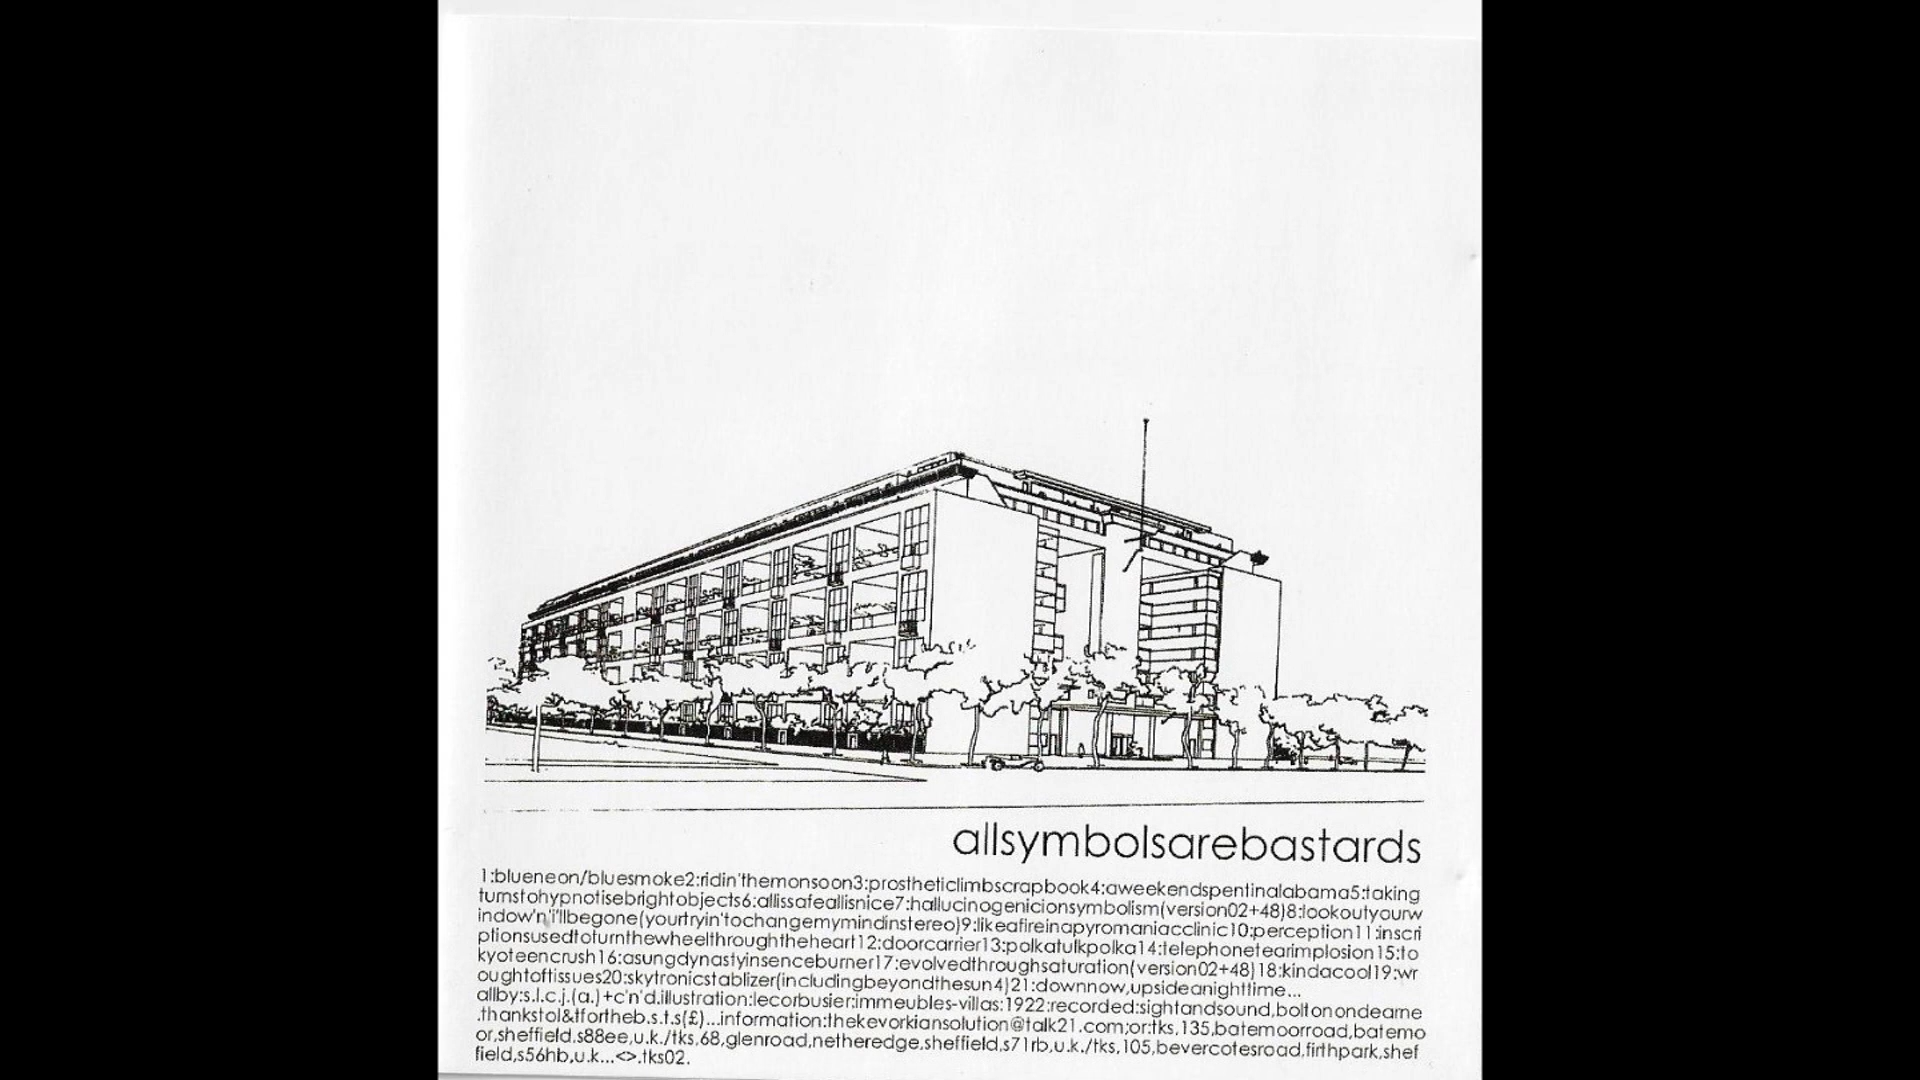 allsymbolsarebastards
1:blueneon/bluesmoke2:ridin'themonsoon3:prostheticlimbscrapbook4:aweekendspentinalabama5:taking
turnstohypnotisebrightobjects6:allissafeallisnice7:hallucinogenicionsymbolism(version02+48)8:lookoutyourw
indow'n'i'llbegone(yourtryin'tochangemymindinstereo)9:likeafireinapyromaniacclinic10:perception11:inscri
ptionsusedtoturnthewheelthroughtheheart12:doorcarrier13:polkatulkpolka14:telephonetearimplosion15:to
kyoteencrush16:asungdynastyinsenceburner17:evolvedthroughsaturation(version02+48)18:kindacool19:wr
oughtoftissues20:skytronicstablizer(includingbeyondthesun4)21:downnow,upsideanighttime...
allby:s.l.c.j.(a.)+c'n'd.illustration:lecorbusier:immeubles-villas:1922:recorded:sightandsound,boltonondearne
.thankstol&tfortheb.s.t.s(£)...information:thekevorkiansolution@talk21.com;or:tks,135,batemoorroad,batemo
or,sheffield,s88ee,u.k./tks,68,glenroad,netheredge,sheffield,s71rb,u.k./tks,105,bevercotesroad,firthpark,shef
field,s56hb,u.k...<>.tks02.